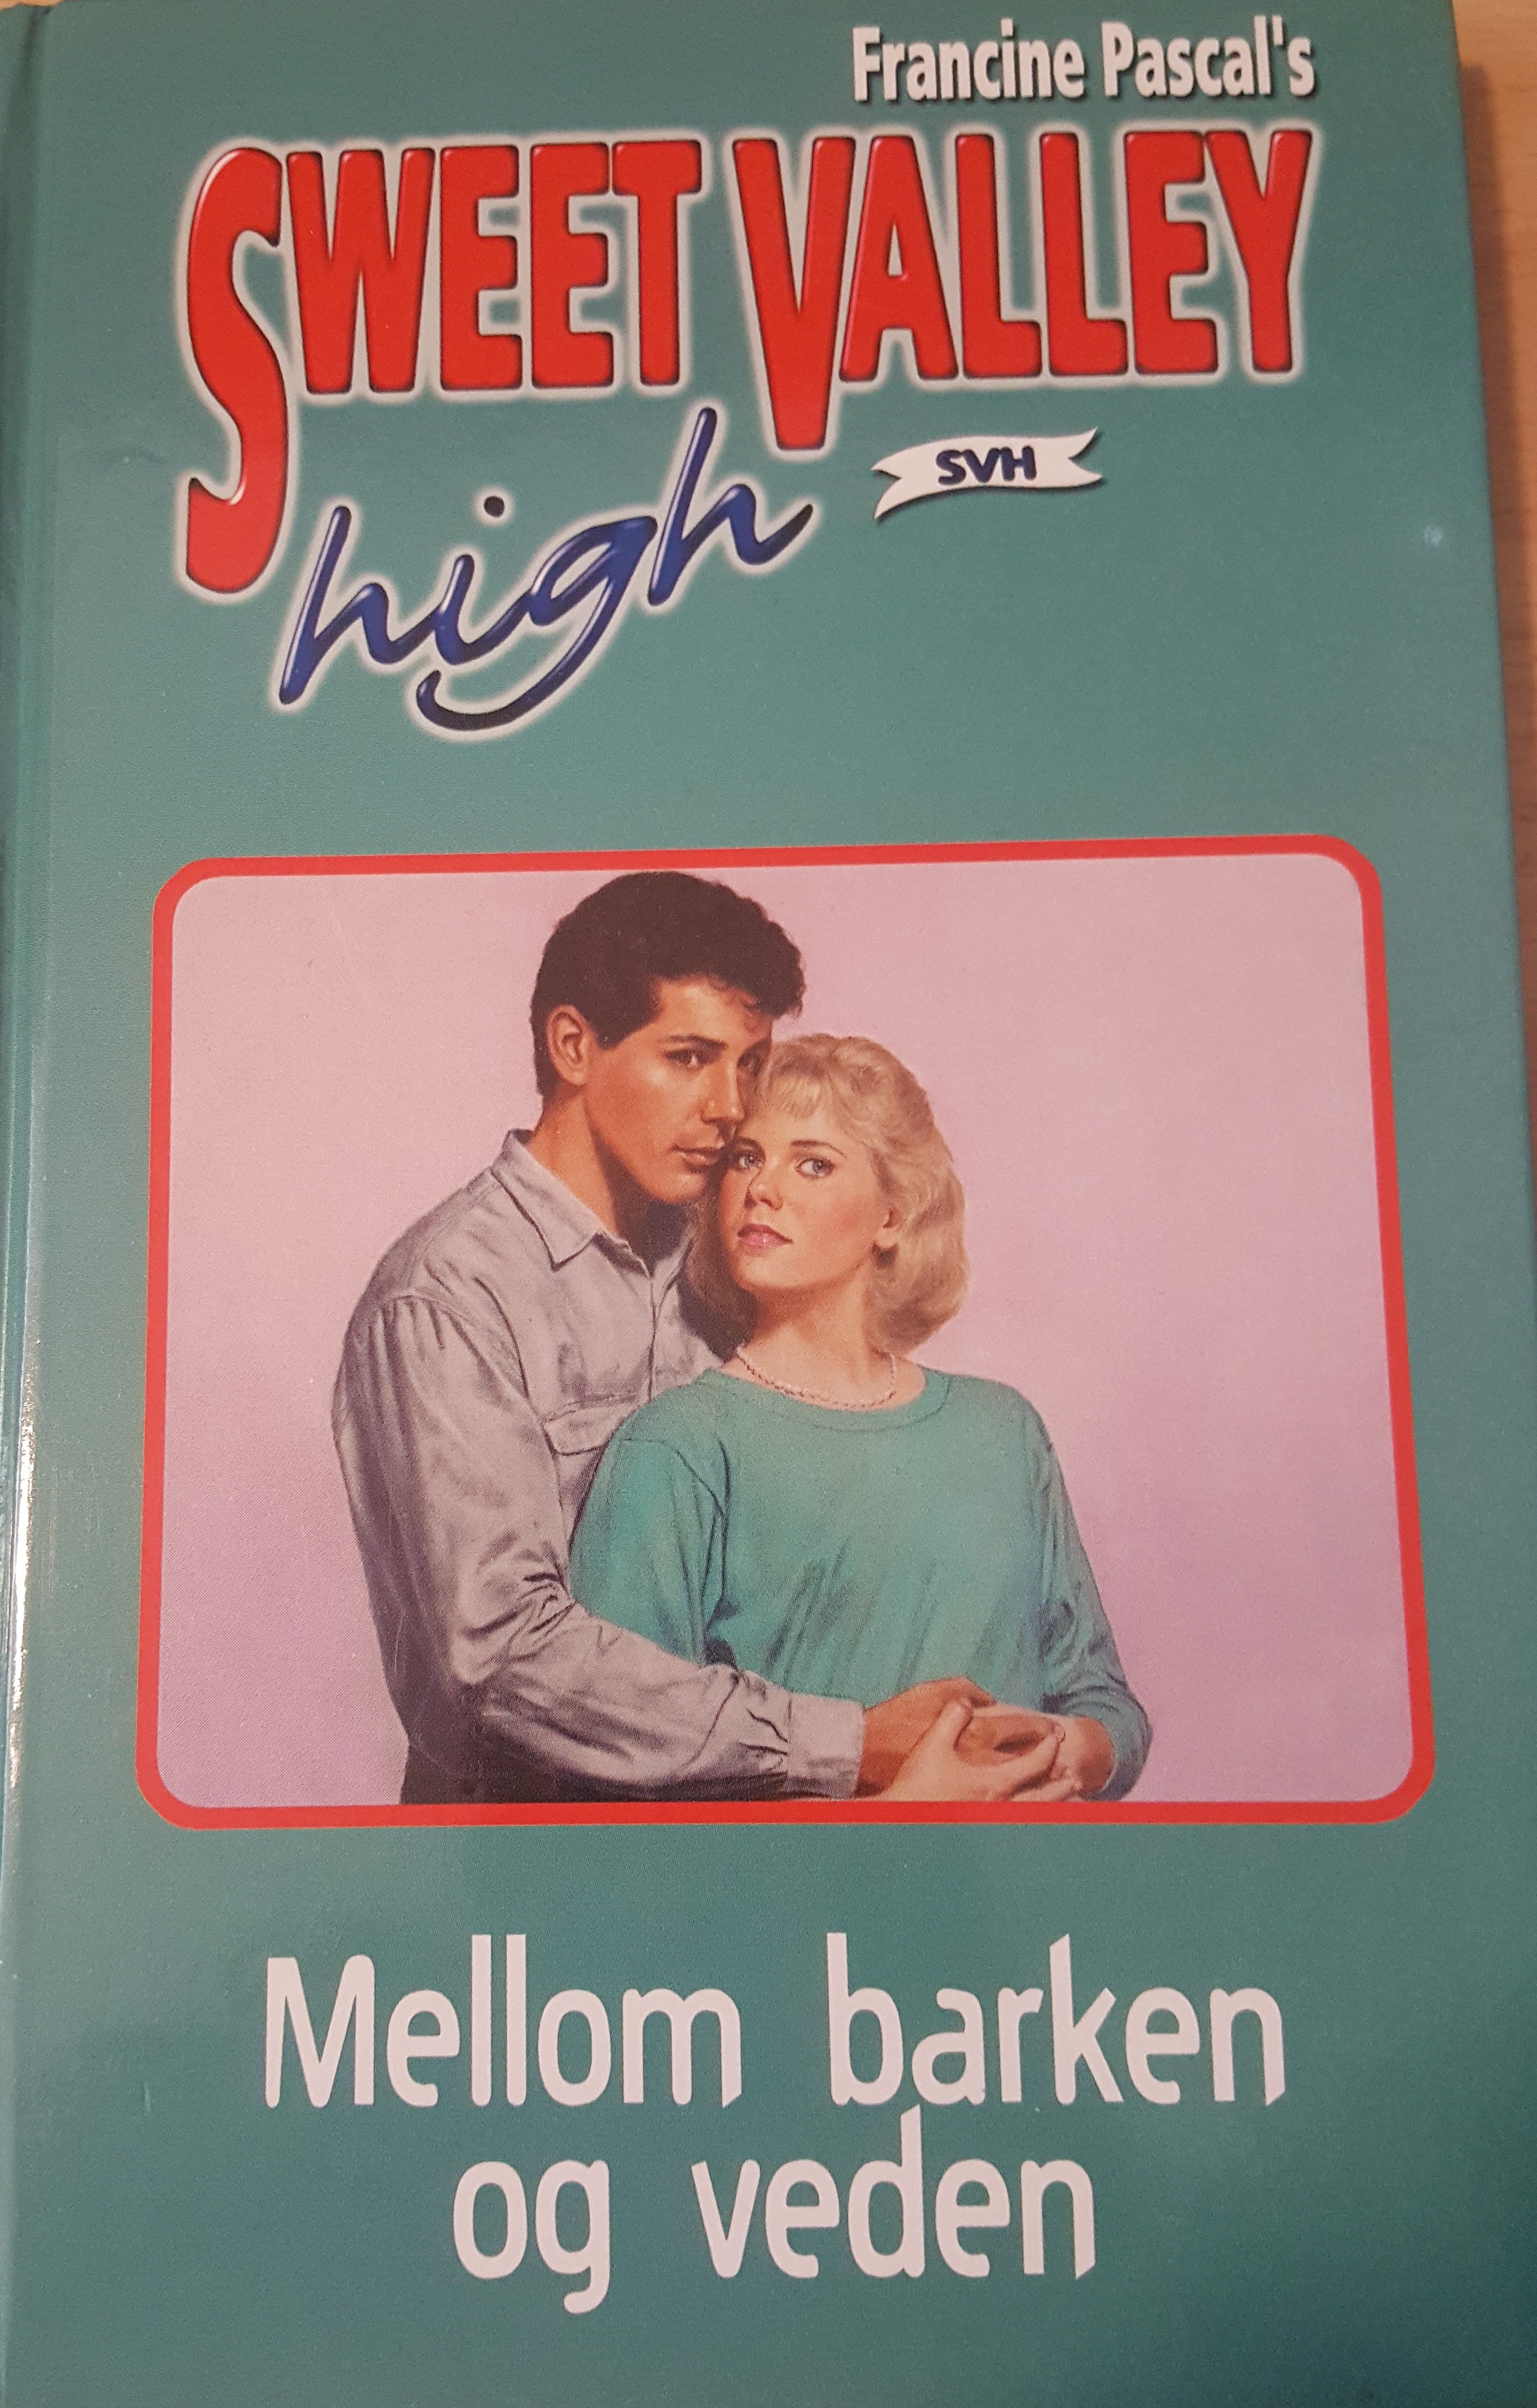 Francine Pascal's
SWEET VALLEY
high
SVH
Mellom barken
og veden